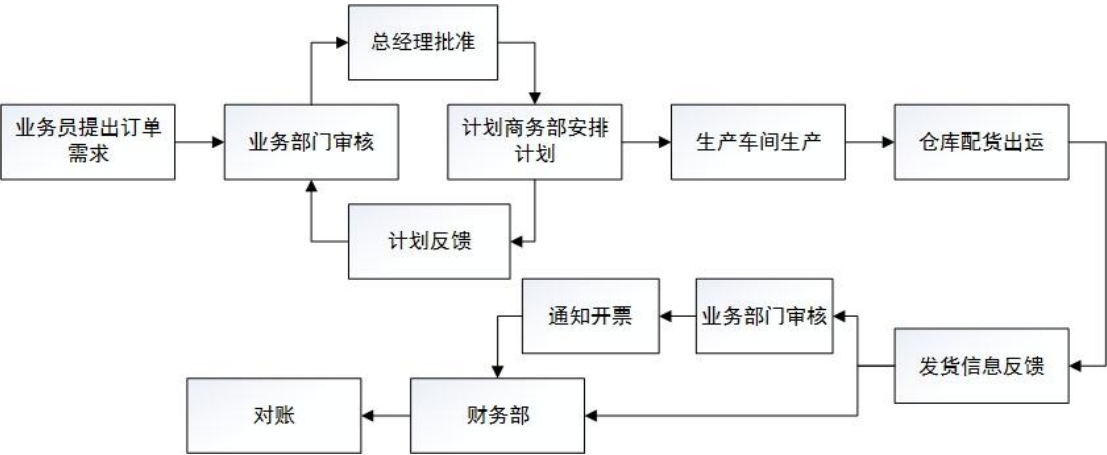 总经理批准
业务员提出订单
需求
业务部门审核
计划商务部安排
计划
生产车间生产
仓库配货出运
计划反馈
通知开票
业务部门审核
发货信息反馈
对账
财务部